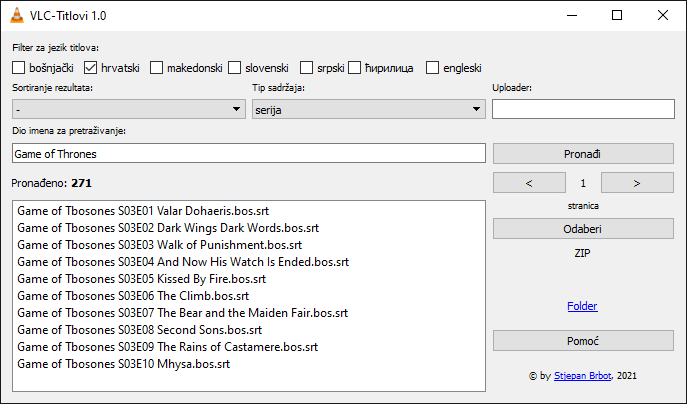 VLC-Titlovi 1.0
Filter za jezik titlova:
bošnjački hrvatski makedonski slovenski srpski ћирилица engleski
Sortiranje rezultata: Tip sadržaja: Uploader:
- serija
Dio imena za pretraživanje:
Game of Thrones Pronađi
Pronađeno: 271 < 1 >
stranica
Game of Tbosones S03E01 Valar Dohaeris.bos.srt
Game of Tbosones S03E02 Dark Wings Dark Words.bos.srt Odaberi
Game of Tbosones S03E03 Walk of Punishment.bos.srt ZIP
Game of Tbosones S03E04 And Now His Watch Is Ended.bos.srt
Game of Tbosones S03E05 Kissed By Fire.bos.srt
Game of Tbosones S03E06 The Climb.bos.srt Folder
Game of Tbosones S03E07 The Bear and the Maiden Fair.bos.srt
Game of Tbosones S03E08 Second Sons.bos.srt Pomoć
Game of Tbosones S03E09 The Rains of Castamere.bos.srt
Game of Tbosones S03E10 Mhysa.bos.srt
© by Stjepan Brbot, 2021